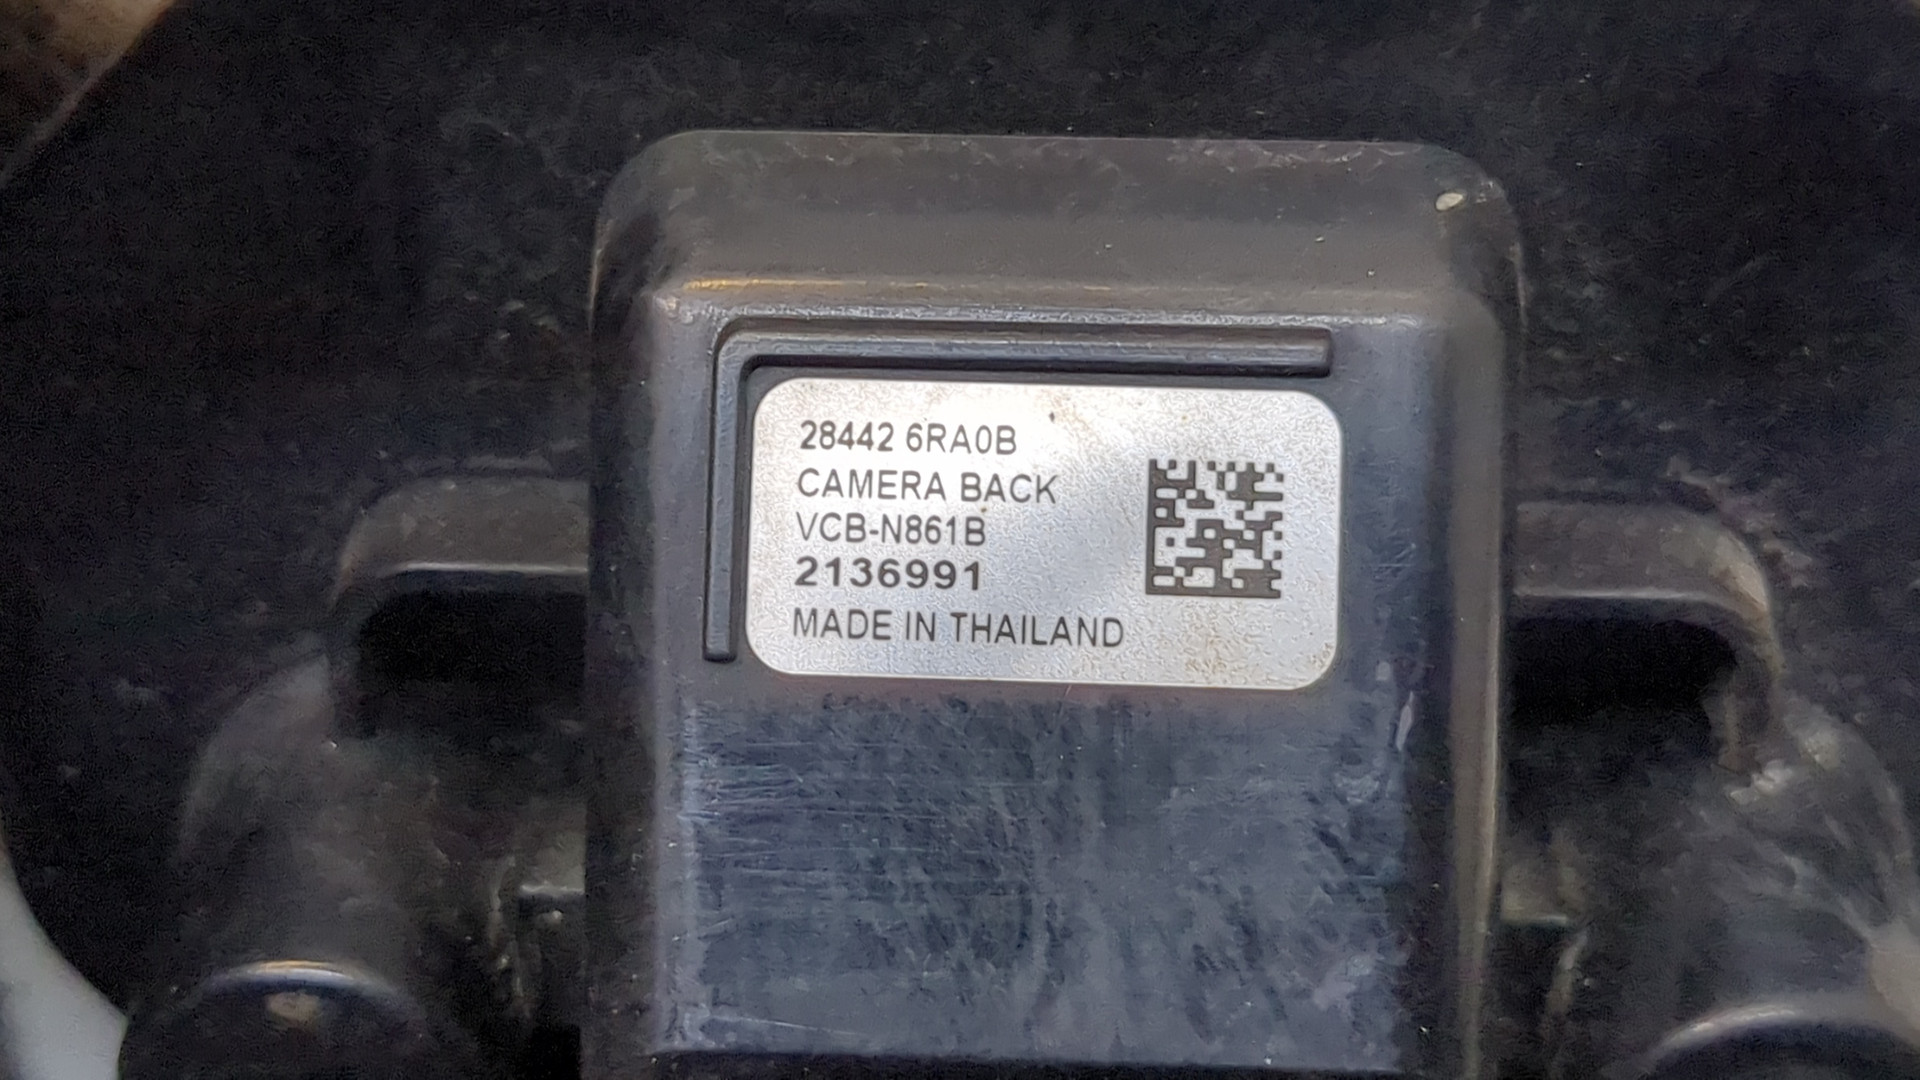 28442 6RA0B
CAMERA BACK
VCB-N861B
2136991
MADE IN THAILAND